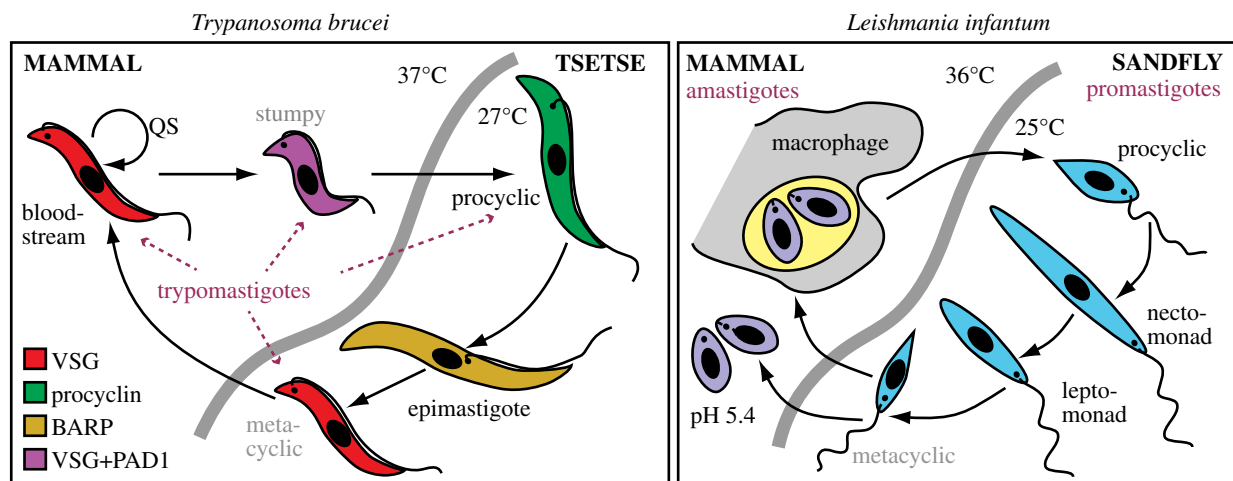 Trypanosoma brucei
MAMMAL
37°C
TSETSE
QS
stumpy
27°C
blood-
stream
procyclic
trypomastigotes
VSG
procyclin
BARP
VSG+PAD1
epimastigote
meta-
cyclic
Leishmania infantum
MAMMAL
amastigotes
36°C
SANDFLY
promastigotes
25°C
macrophage
procyclic
necto-
monad
lepto-
monad
pH 5.4
metacyclic